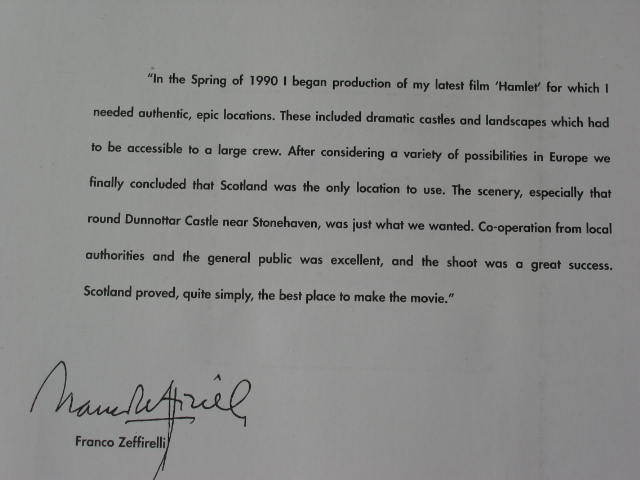 "In the Spring of 1990 I began production of my latest film 'Hamlet' for which I
needed authentic, epic locations. These included dramatic castles and landscapes which had
to be accessible to a large crew. After considering a variety of possibilities in Europe we
finally concluded that Scotland was the only location to use. The scenery, especially that
round Dunnottar Castle near Stonehaven, was just what we wanted. Co-operation from local
authorities and the general public was excellent, and the shoot was a great success.
Scotland proved, quite simply, the best place to make the movie."
Franco Zeffirelli
Franco Zeffirelli